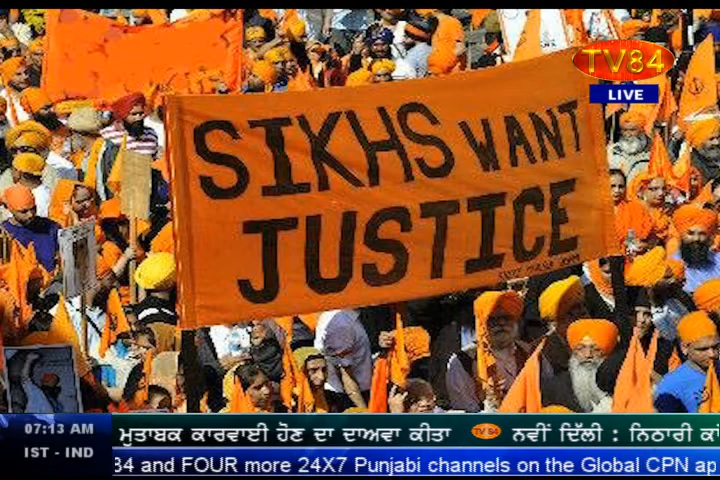 TV84
LIVE
SIKHS WANT
JUSTICE
07:13 AM
IST - IND
ਮੁਤਾਬਕ ਕਾਰਵਾਈ ਹੋਣ ਦਾ ਦਾਅਵਾ ਕੀਤਾ TV84 ਨਵੀਂ ਦਿੱਲੀ : ਨਿਠਾਰੀ
84 and FOUR more 24X7 Punjabi channels on the Global CPN ap